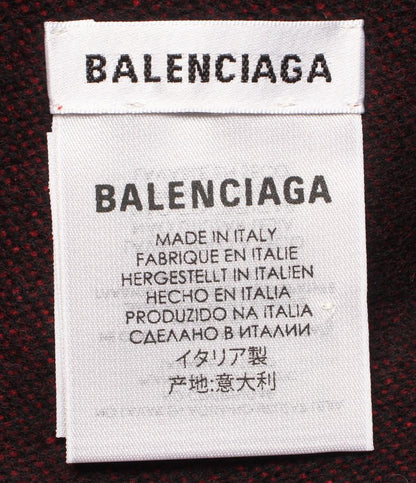 BALENCIAGA
BALENCIAGA
MADE IN ITALY
FABRIQUE EN ITALIE
HERGESTELLT IN ITALIEN
HECHO EN ITALIA
PRODUZIDO NA ITALIA
СДЕЛАНО В ИТАЛИИ
イタリア製
产地:意大利